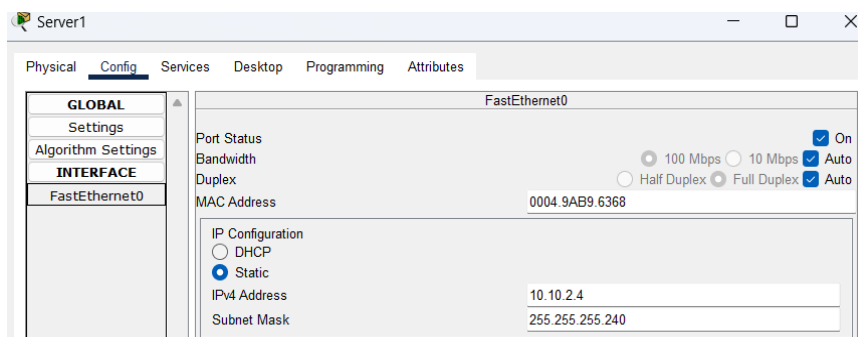 Server1
Physical Config Services Desktop Programming Attributes
GLOBAL
Settings
Algorithm Settings
INTERFACE
FastEthernet0
FastEthernet0
Port Status On
Bandwidth 100 Mbps 10 Mbps Auto
Duplex Half Duplex Full Duplex Auto
MAC Address 0004.9AB9.6368
IP Configuration
DHCP
Static
IPv4 Address 10.10.2.4
Subnet Mask 255.255.255.240